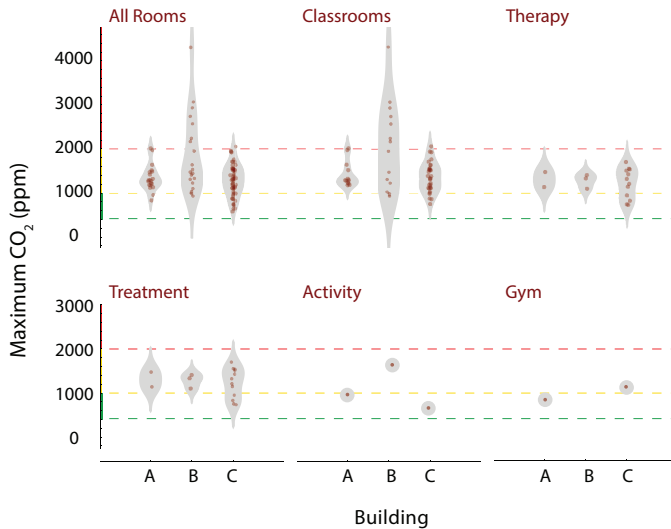 All Rooms Classrooms Therapy
4000
3000
2000
1000
0
Maximum CO2 (ppm)
Treatment Activity Gym
3000
2000
1000
0
A B C A B C A B C
Building